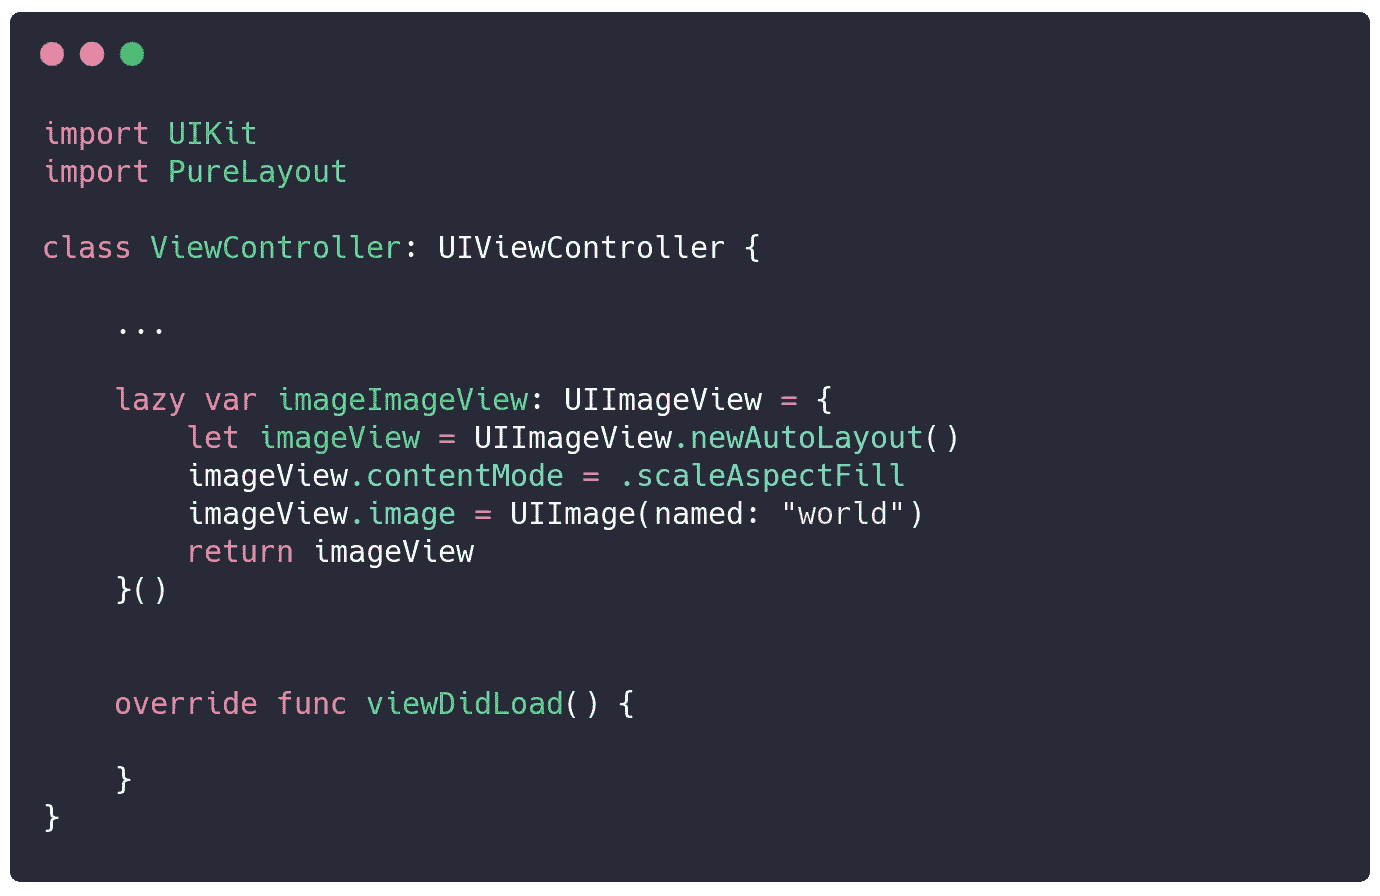 import UIKit
import PureLayout
class ViewController: UIViewController {
...
lazy var imageImageView: UIImageView = {
let imageView = UIImageView.newAutoLayout()
imageView.contentMode = .scaleAspectFill
imageView.image = UIImage(named: "world")
return imageView
}()
override func viewDidLoad() {
}
}